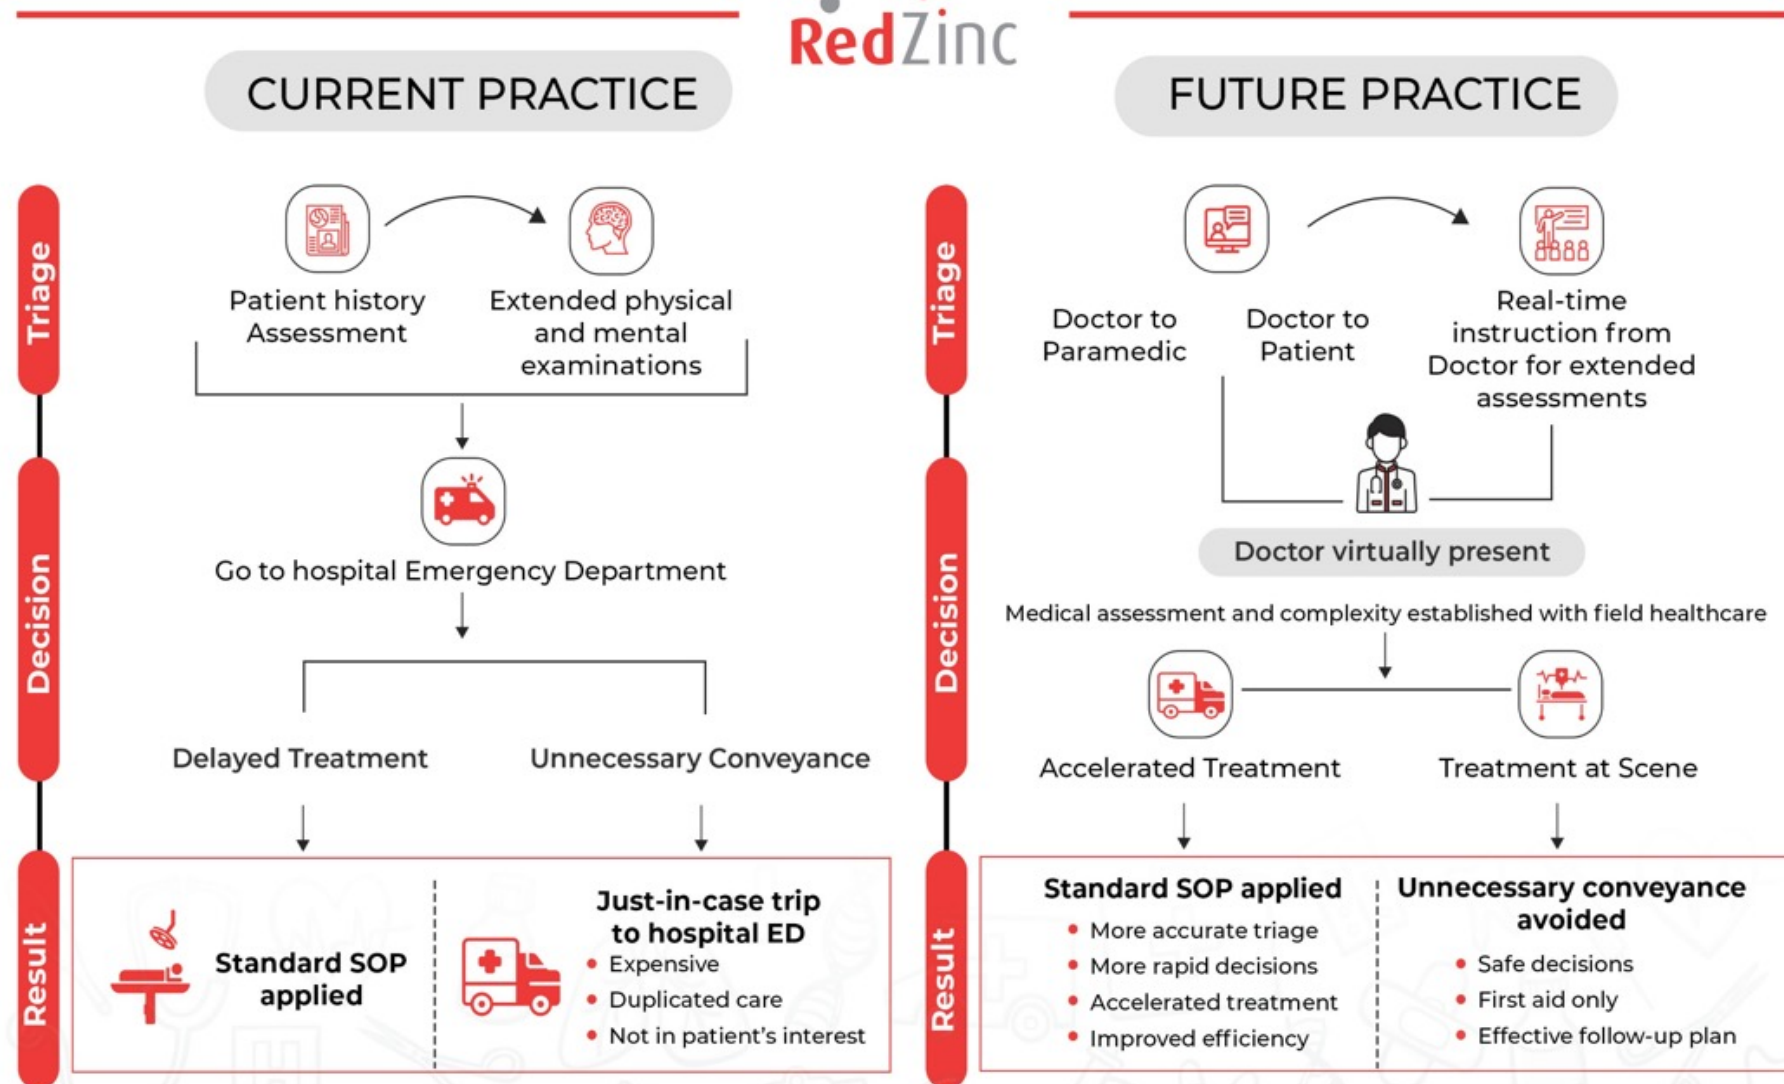 RedZinc
CURRENT PRACTICE
Triage
Patient history
Assessment
Extended physical
and mental
examinations
Decision
Go to hospital Emergency Department
Delayed Treatment
Unnecessary Conveyance
Result
Standard SOP
applied
Just-in-case trip
to hospital ED
• Expensive
• Duplicated care
• Not in patient's interest
FUTURE PRACTICE
Triage
Doctor to
Paramedic
Doctor to
Patient
Real-time
instruction from
Doctor for extended
assessments
Decision
Doctor virtually present
Medical assessment and complexity established with field healthcare
Accelerated Treatment
Treatment at Scene
Result
Standard SOP applied
• More accurate triage
• More rapid decisions
• Accelerated treatment
• Improved efficiency
Unnecessary conveyance
avoided
• Safe decisions
• First aid only
• Effective follow-up plan